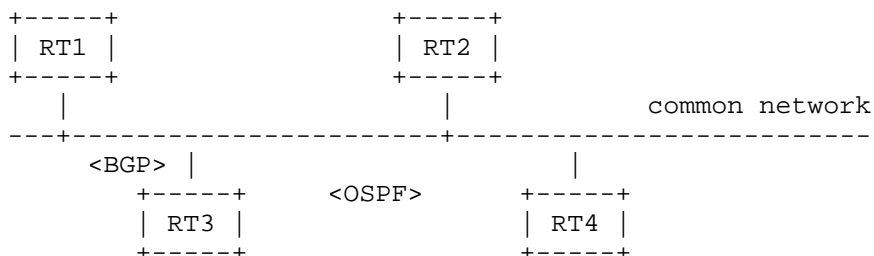 +-----+                  +-----+
| RT1 |                  | RT2 |
+-----+                  +-----+
   |                        |            common network
---+-----------------------+--------------------------
     <BGP> |                        |
        +-----+     <OSPF>       +-----+
        | RT3 |                  | RT4 |
        +-----+                  +-----+